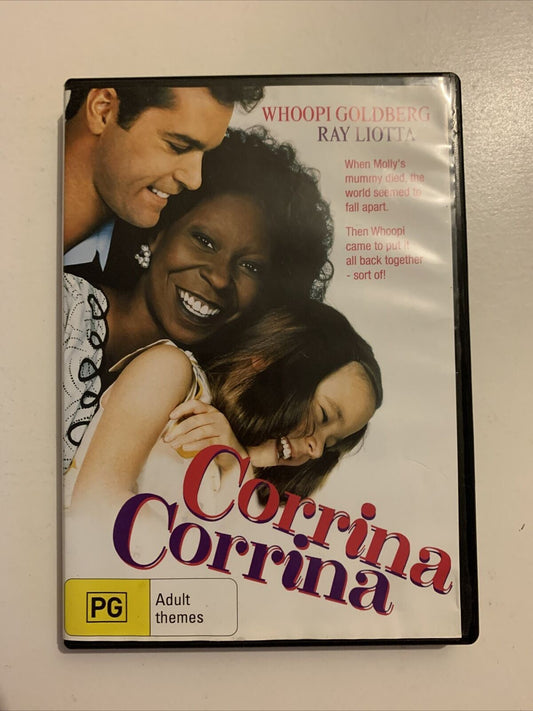 WHOOPI GOLDBERG
RAY LIOTTA
When Molly's
mummy died, the
world seemed to
fall apart.
Then Whoopi
came to put it
all back together
- sort of!
Corrina
Corrina
PG
Adult
themes